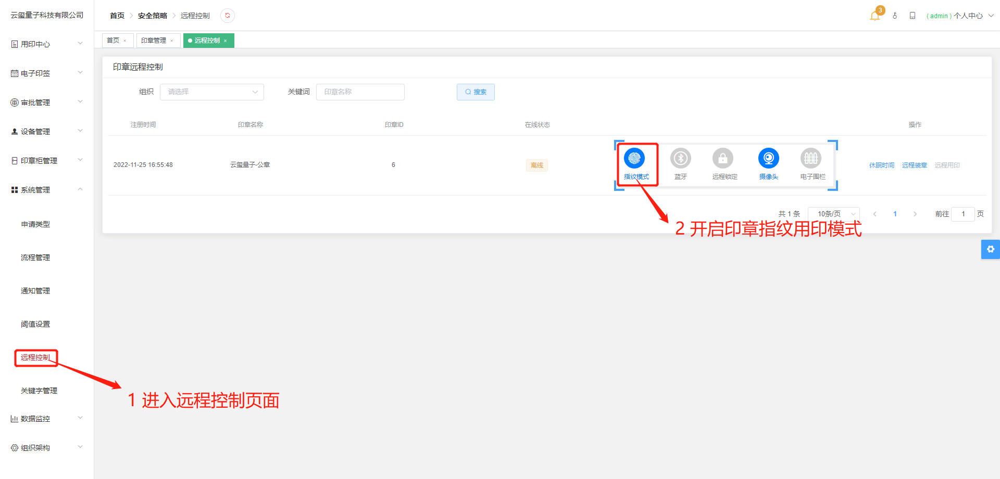 云玺量子科技有限公司
首页 安全策略 远程控制
3
( admin ) 个人中心
首页 × 印章管理 × 远程控制 ×
用印中心
电子印签
审批管理
设备管理
印章柜管理
系统管理
申请类型
流程管理
通知管理
阈值设置
远程控制
关键字管理
数据监控
组织架构
印章远程控制
组织 请选择 关键词 印章名称 搜索
注册时间 印章名称 印章ID 在线状态 操作
2022-11-25 16:55:48 云玺量子-公章 6 离线 指纹模式 蓝牙 远程锁定 摄像头 电子围栏 休眠时间 远程装章 远程用印
共 1 条 10条/页 1 前往 1 页
2 开启印章指纹用印模式
1 进入远程控制页面